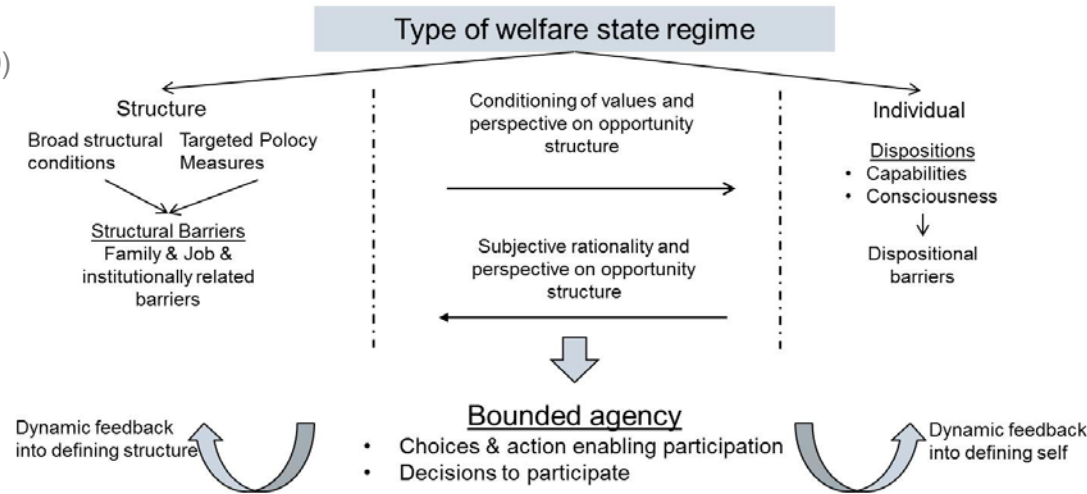 Type of welfare state regime
)
Structure
Broad structural
conditions
Targeted Polocy
Measures
Structural Barriers
Family & Job &
institutionally related
barriers
Conditioning of values and
perspective on opportunity
structure
Subjective rationality and
perspective on opportunity
structure
Individual
Dispositions
• Capabilities
• Consciousness
Dispositional
barriers
Bounded agency
• Choices & action enabling participation
• Decisions to participate
Dynamic feedback
into defining structure
Dynamic feedback
into defining self